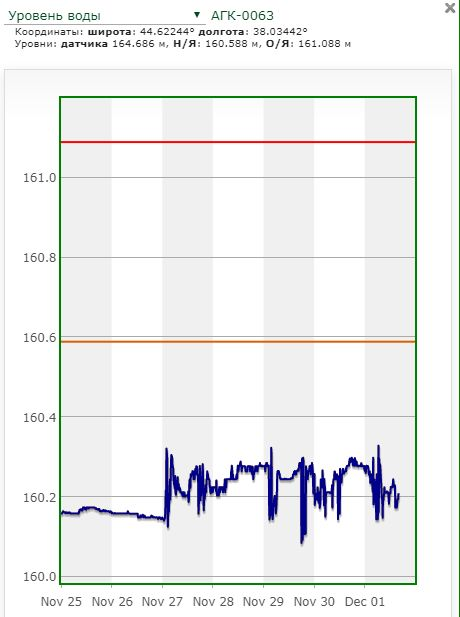 Уровень воды ▼ АГК-0063
Координаты: широта: 44.62244° долгота: 38.03442°
Уровни: датчика 164.686 м, Н/Я: 160.588 м, О/Я: 161.088 м
161.0
160.8
160.6
160.4
160.2
160.0
Nov 25 Nov 26 Nov 27 Nov 28 Nov 29 Nov 30 Dec 01